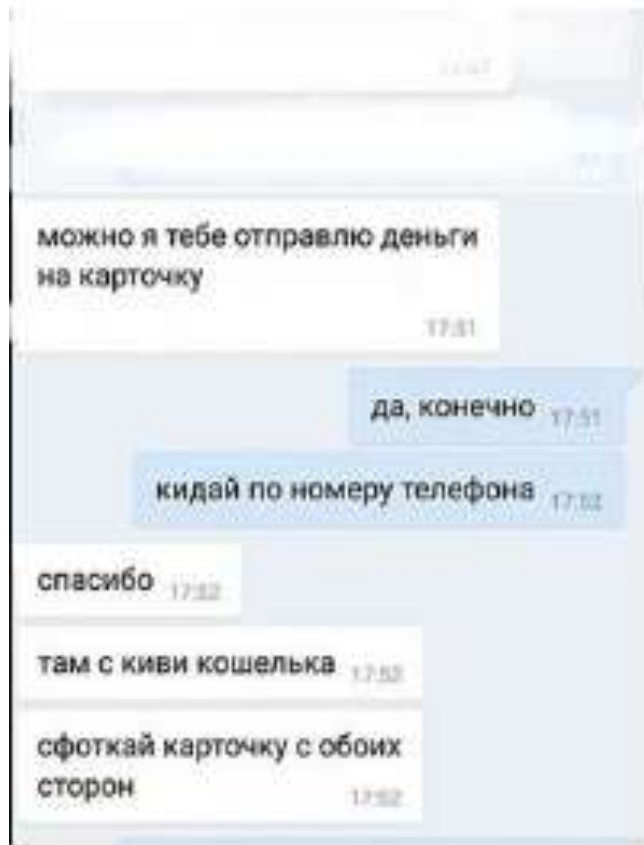 можно я тебе отправлю деньги
на карточку
17:51
да, конечно 17:51
кидай по номеру телефона 17:52
спасибо 17:52
там с киви кошелька 17:52
сфоткай карточку с обоих
сторон 17:52